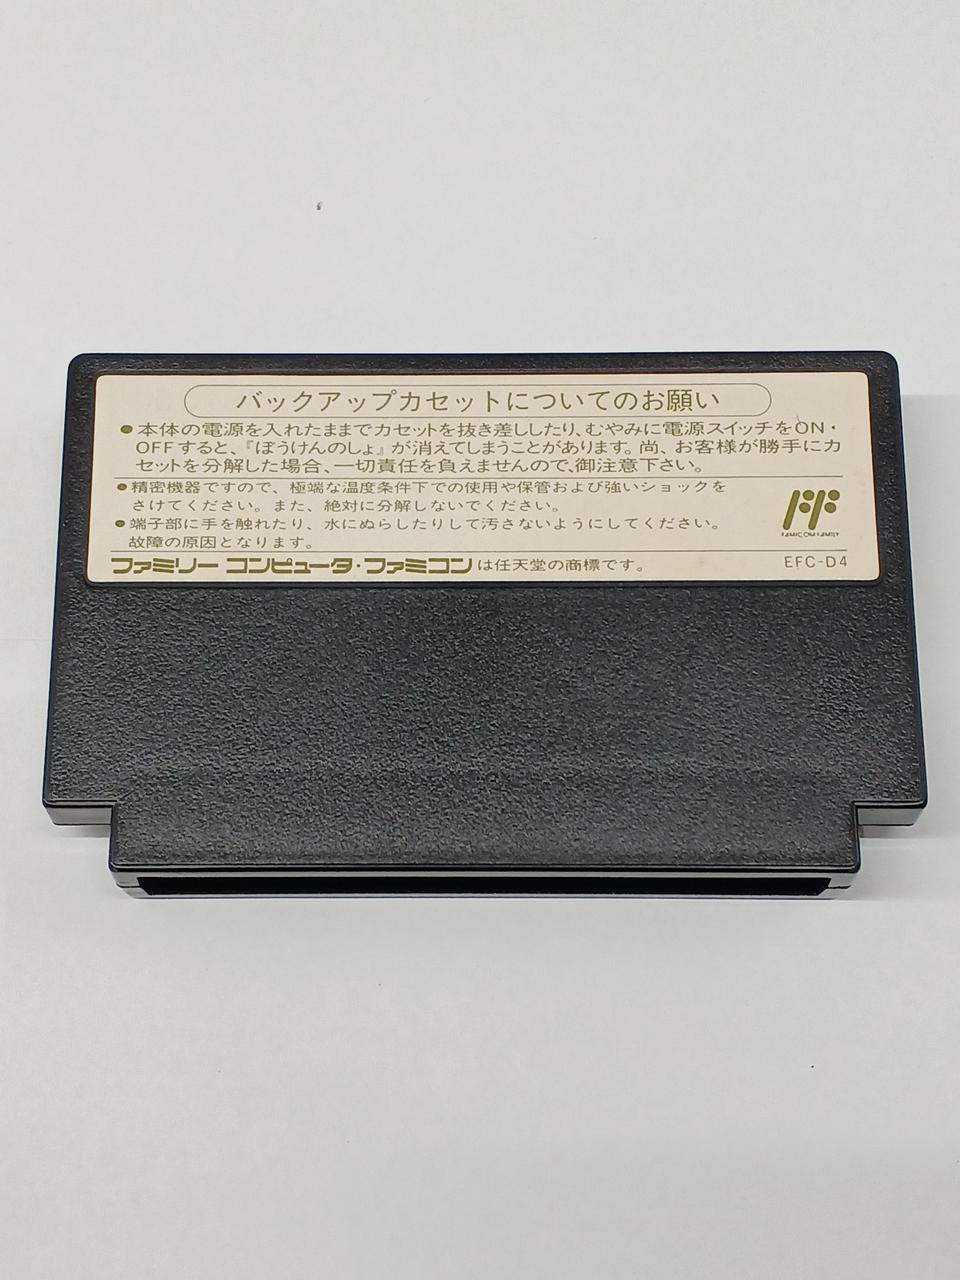 バックアップカセットについてのお願い
●本体の電源を入れたままでカセットを抜き差ししたり、むやみに電源スイッチをON・
OFFすると、『ぼうけんのしょ』が消えてしまうことがあります。尚、お客様が勝手にカ
セットを分解した場合、一切責任を負えませんので、御注意下さい。
●精密機器ですので、極端な温度条件下での使用や保管および強いショックを
さけてください。また、絶対に分解しないでください。
●端子部に手を触れたり、水にぬらしたりして汚さないようにしてください。
故障の原因となります。
FF
FAMICOM FAMILY
ファミリー コンピュータ・ファミコンは任天堂の商標です。
EFC-D4